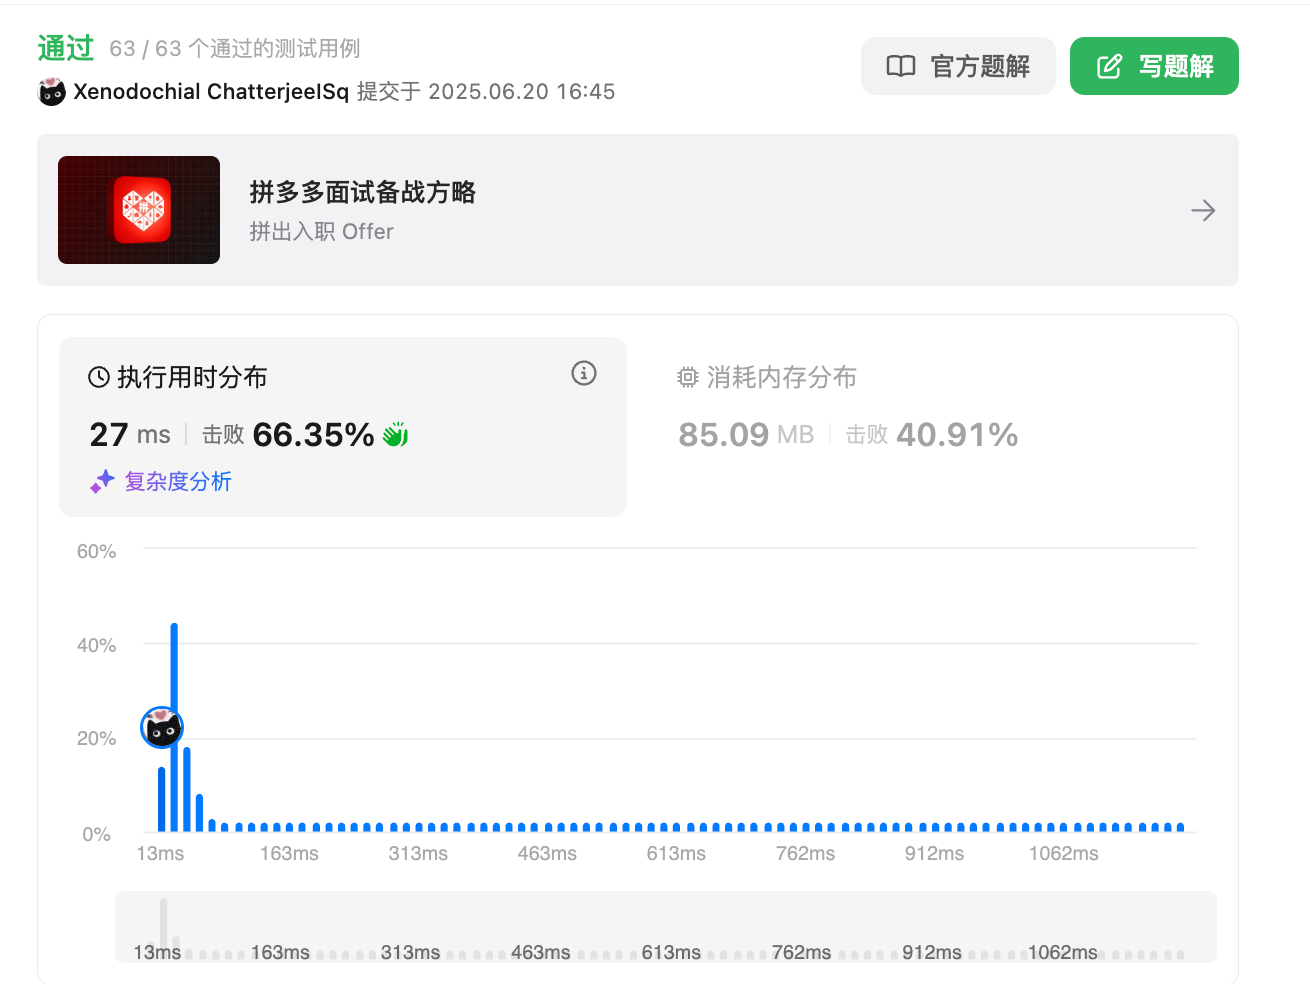 通过 63 / 63 个通过的测试用例
官方题解
写题解
Xenodochial ChatterjeeISq 提交于 2025.06.20 16:45
拼多多面试备战方略
拼出入职 Offer
执行用时分布
27 ms 击败 66.35%
复杂度分析
消耗内存分布
85.09 MB 击败 40.91%
60%
40%
20%
0%
13ms 163ms 313ms 463ms 613ms 762ms 912ms 1062ms
13ms 163ms 313ms 463ms 613ms 762ms 912ms 1062ms